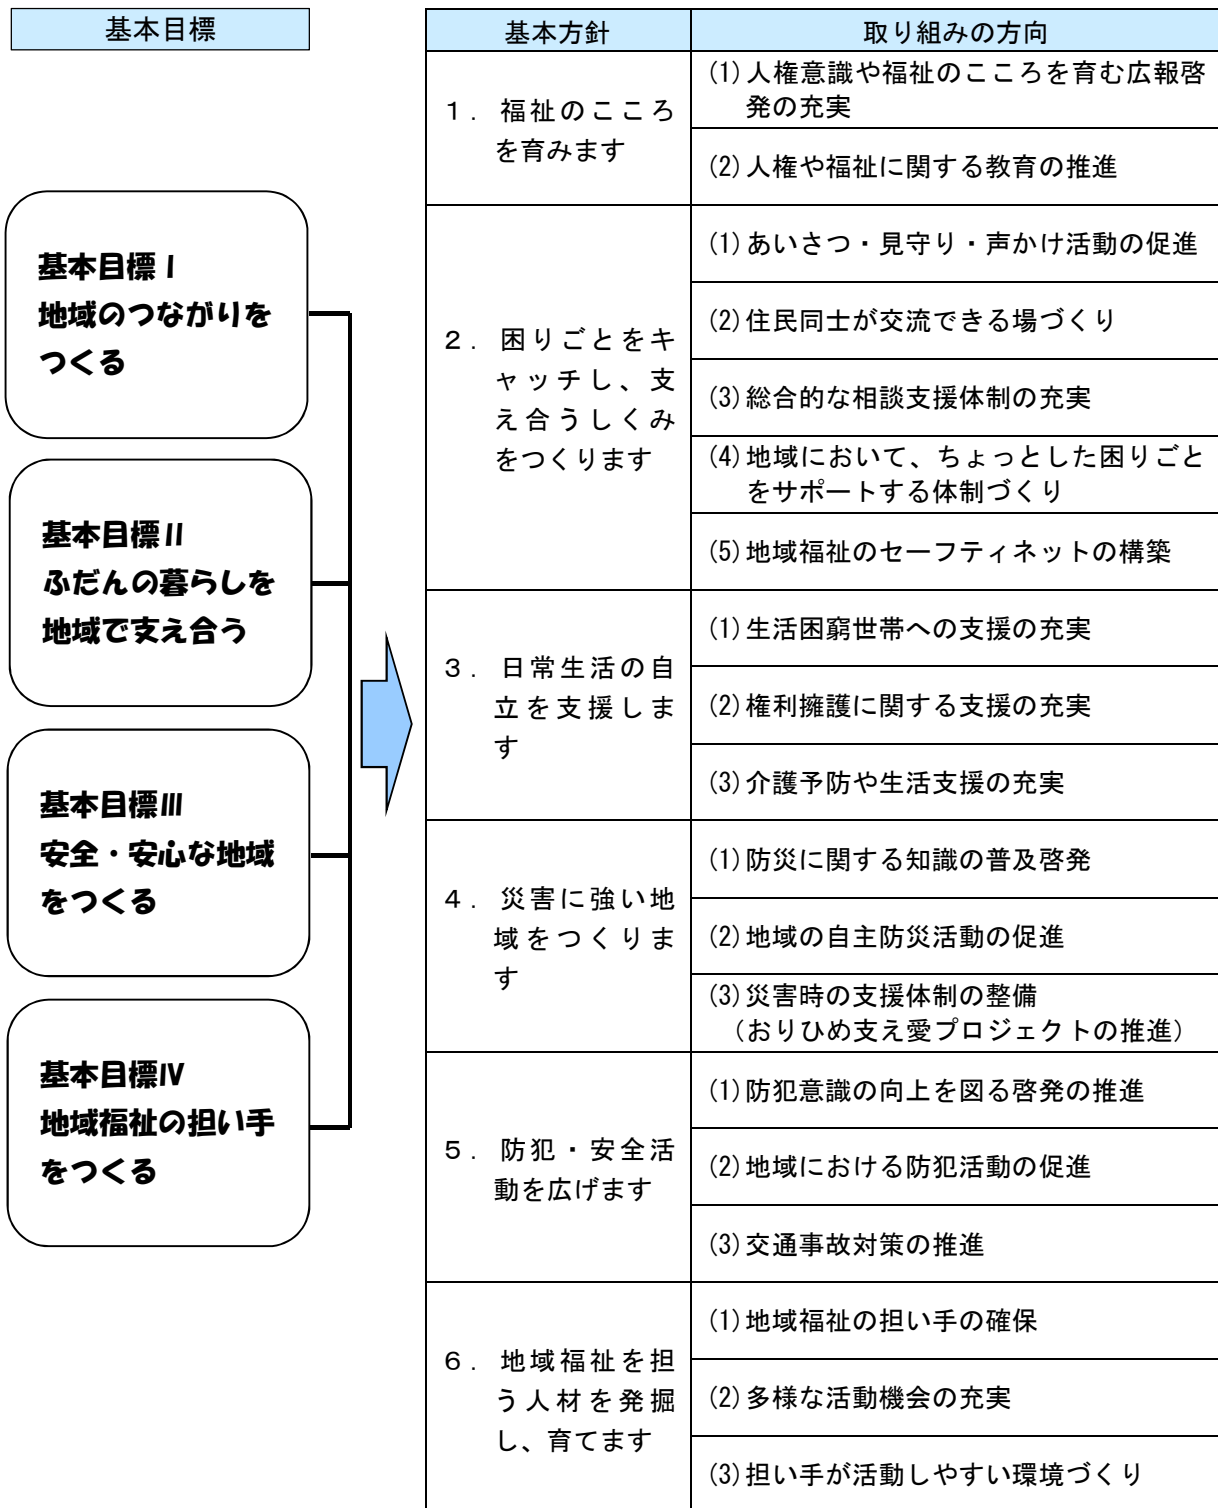 基本目標
基本目標Ⅰ
地域のつながりを
つくる
基本目標Ⅱ
ふだんの暮らしを
地域で支え合う
基本目標Ⅲ
安全・安心な地域
をつくる
基本目標Ⅳ
地域福祉の担い手
をつくる
基本方針
取り組みの方向
１．福祉のこころ
を育みます
(1)人権意識や福祉のこころを育む広報啓
発の充実
(2)人権や福祉に関する教育の推進
２．困りごとをキ
ャッチし、支
え合うしくみ
をつくります
(1)あいさつ・見守り・声かけ活動の促進
(2)住民同士が交流できる場づくり
(3)総合的な相談支援体制の充実
(4)地域において、ちょっとした困りごと
をサポートする体制づくり
(5)地域福祉のセーフティネットの構築
３．日常生活の自
立を支援しま
す
(1)生活困窮世帯への支援の充実
(2)権利擁護に関する支援の充実
(3)介護予防や生活支援の充実
４．災害に強い地
域をつくりま
す
(1)防災に関する知識の普及啓発
(2)地域の自主防災活動の促進
(3)災害時の支援体制の整備
（おりひめ支え愛プロジェクトの推進）
５．防犯・安全活
動を広げます
(1)防犯意識の向上を図る啓発の推進
(2)地域における防犯活動の促進
(3)交通事故対策の推進
６．地域福祉を担
う人材を発掘
し、育てます
(1)地域福祉の担い手の確保
(2)多様な活動機会の充実
(3)担い手が活動しやすい環境づくり